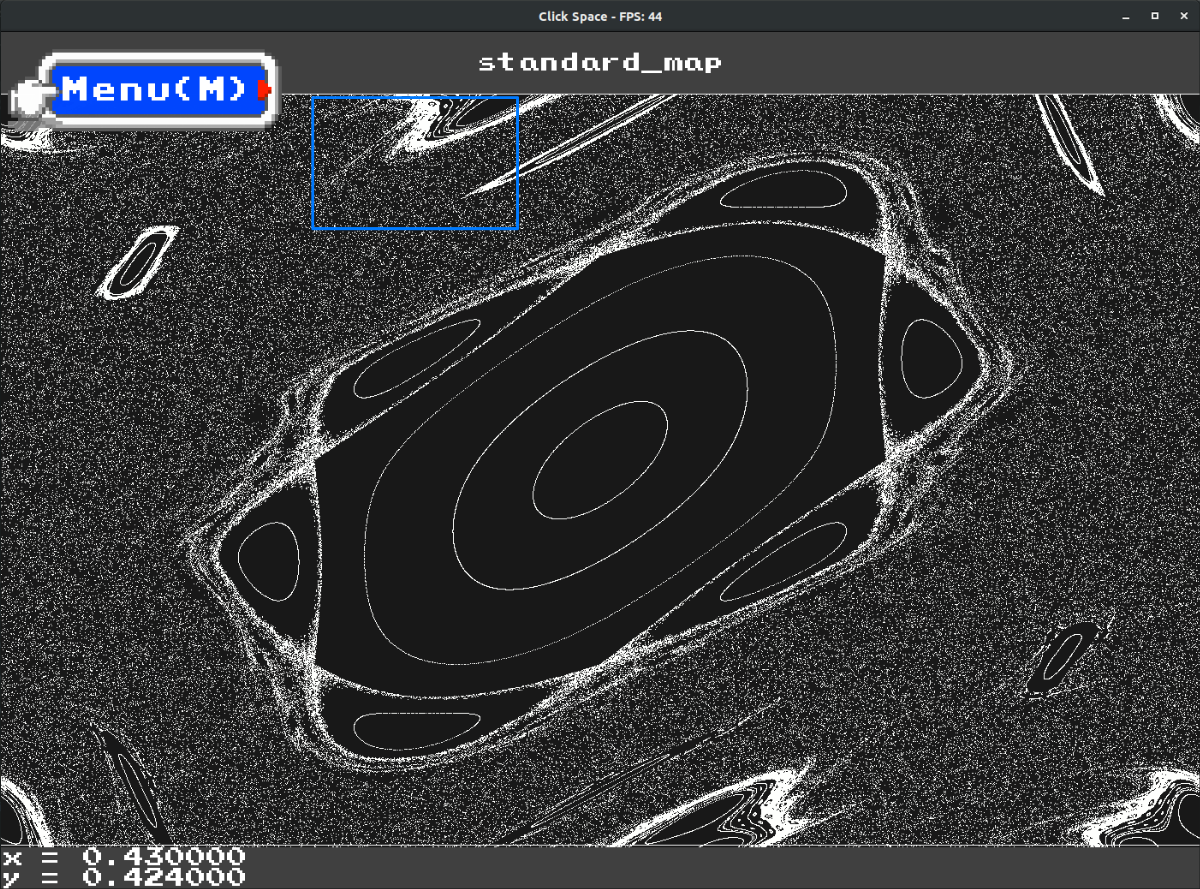 Click Space - FPS: 44
standard_map
Menu(M)
x = 0.430000
y = 0.424000